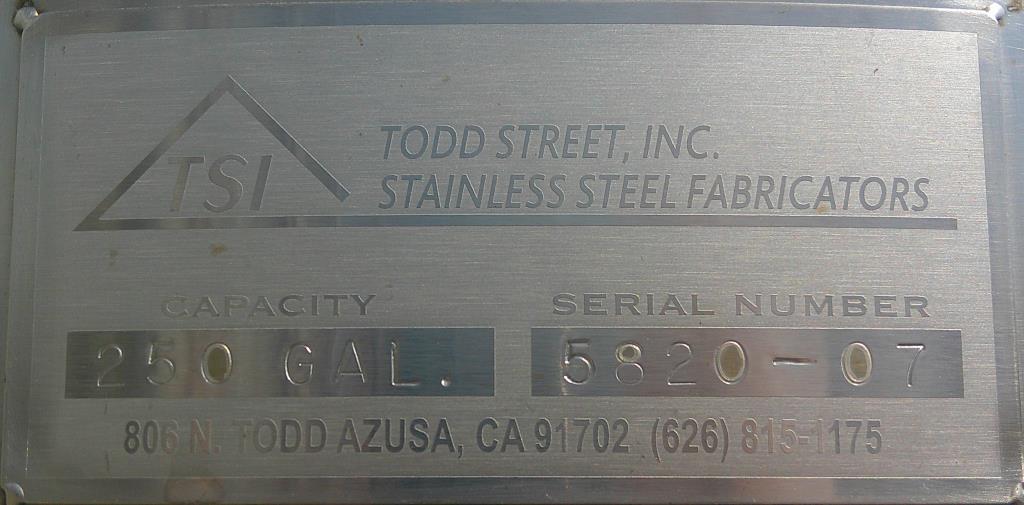 TSI
TODD STREET, INC.
STAINLESS STEEL FABRICATORS
CAPACITY
250 GAL.
SERIAL NUMBER
5820-07
806 N. TODD AZUSA, CA 91702 (626) 815-1175